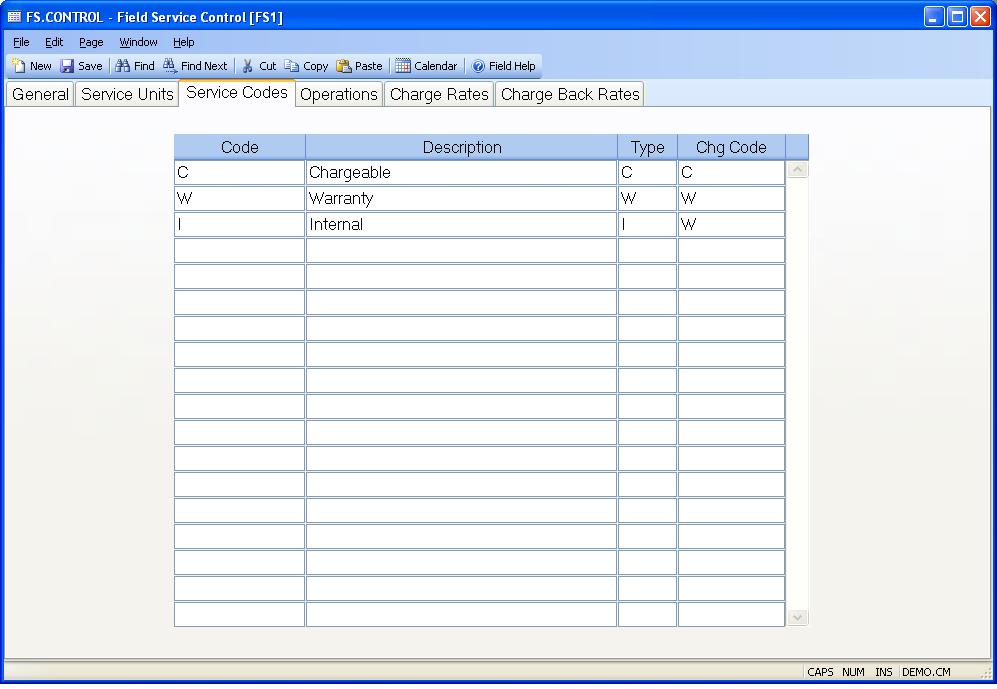 FS.CONTROL - Field Service Control [FS1]
File Edit Page Window Help
New Save Find Find Next Cut Copy Paste Calendar Field Help
General Service Units Service Codes Operations Charge Rates Charge Back Rates
Code Description Type Chg Code
C Chargeable C C
W Warranty W W
I Internal I W
CAPS NUM INS DEMO.CM